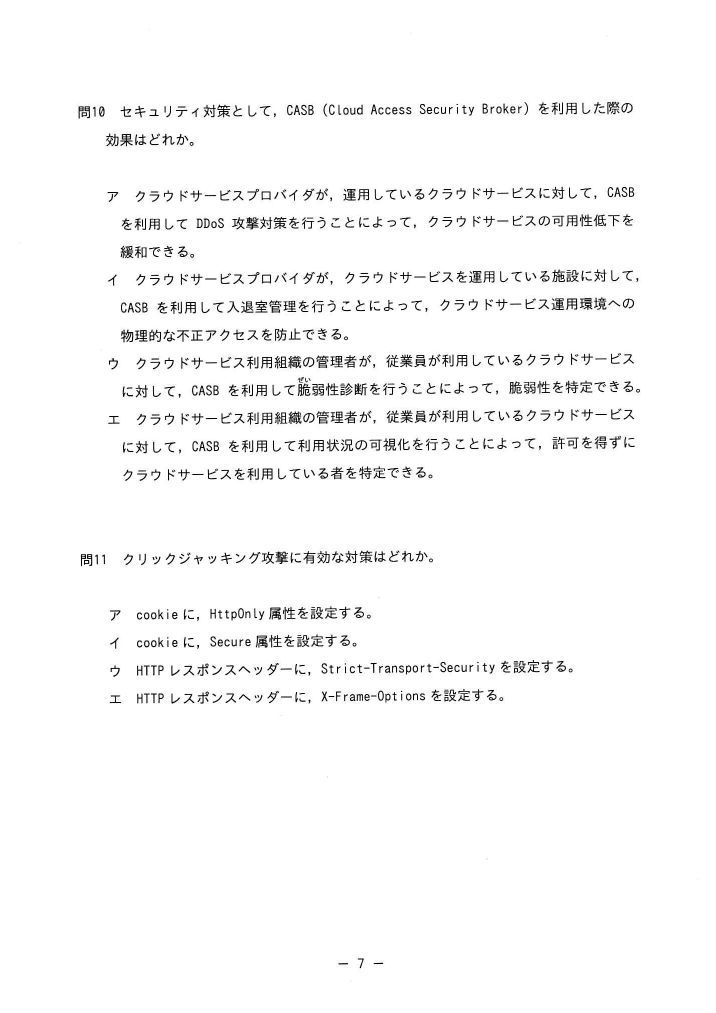 問10 セキュリティ対策として，CASB（Cloud Access Security Broker）を利用した際の
効果はどれか。
ア クラウドサービスプロバイダが，運用しているクラウドサービスに対して，CASB
を利用して DDoS 攻撃対策を行うことによって，クラウドサービスの可用性低下を
緩和できる。
イ クラウドサービスプロバイダが，クラウドサービスを運用している施設に対して，
CASB を利用して入退室管理を行うことによって，クラウドサービス運用環境への
物理的な不正アクセスを防止できる。
ウ クラウドサービス利用組織の管理者が，従業員が利用しているクラウドサービス
ぜい
に対して，CASB を利用して脆弱性診断を行うことによって，脆弱性を特定できる。
エ クラウドサービス利用組織の管理者が，従業員が利用しているクラウドサービス
に対して，CASB を利用して利用状況の可視化を行うことによって，許可を得ずに
クラウドサービスを利用している者を特定できる。
問11 クリックジャッキング攻撃に有効な対策はどれか。
ア cookie に，HttpOnly 属性を設定する。
イ cookie に，Secure 属性を設定する。
ウ HTTP レスポンスヘッダーに，Strict-Transport-Security を設定する。
エ HTTP レスポンスヘッダーに，X-Frame-Options を設定する。
― 7 ―